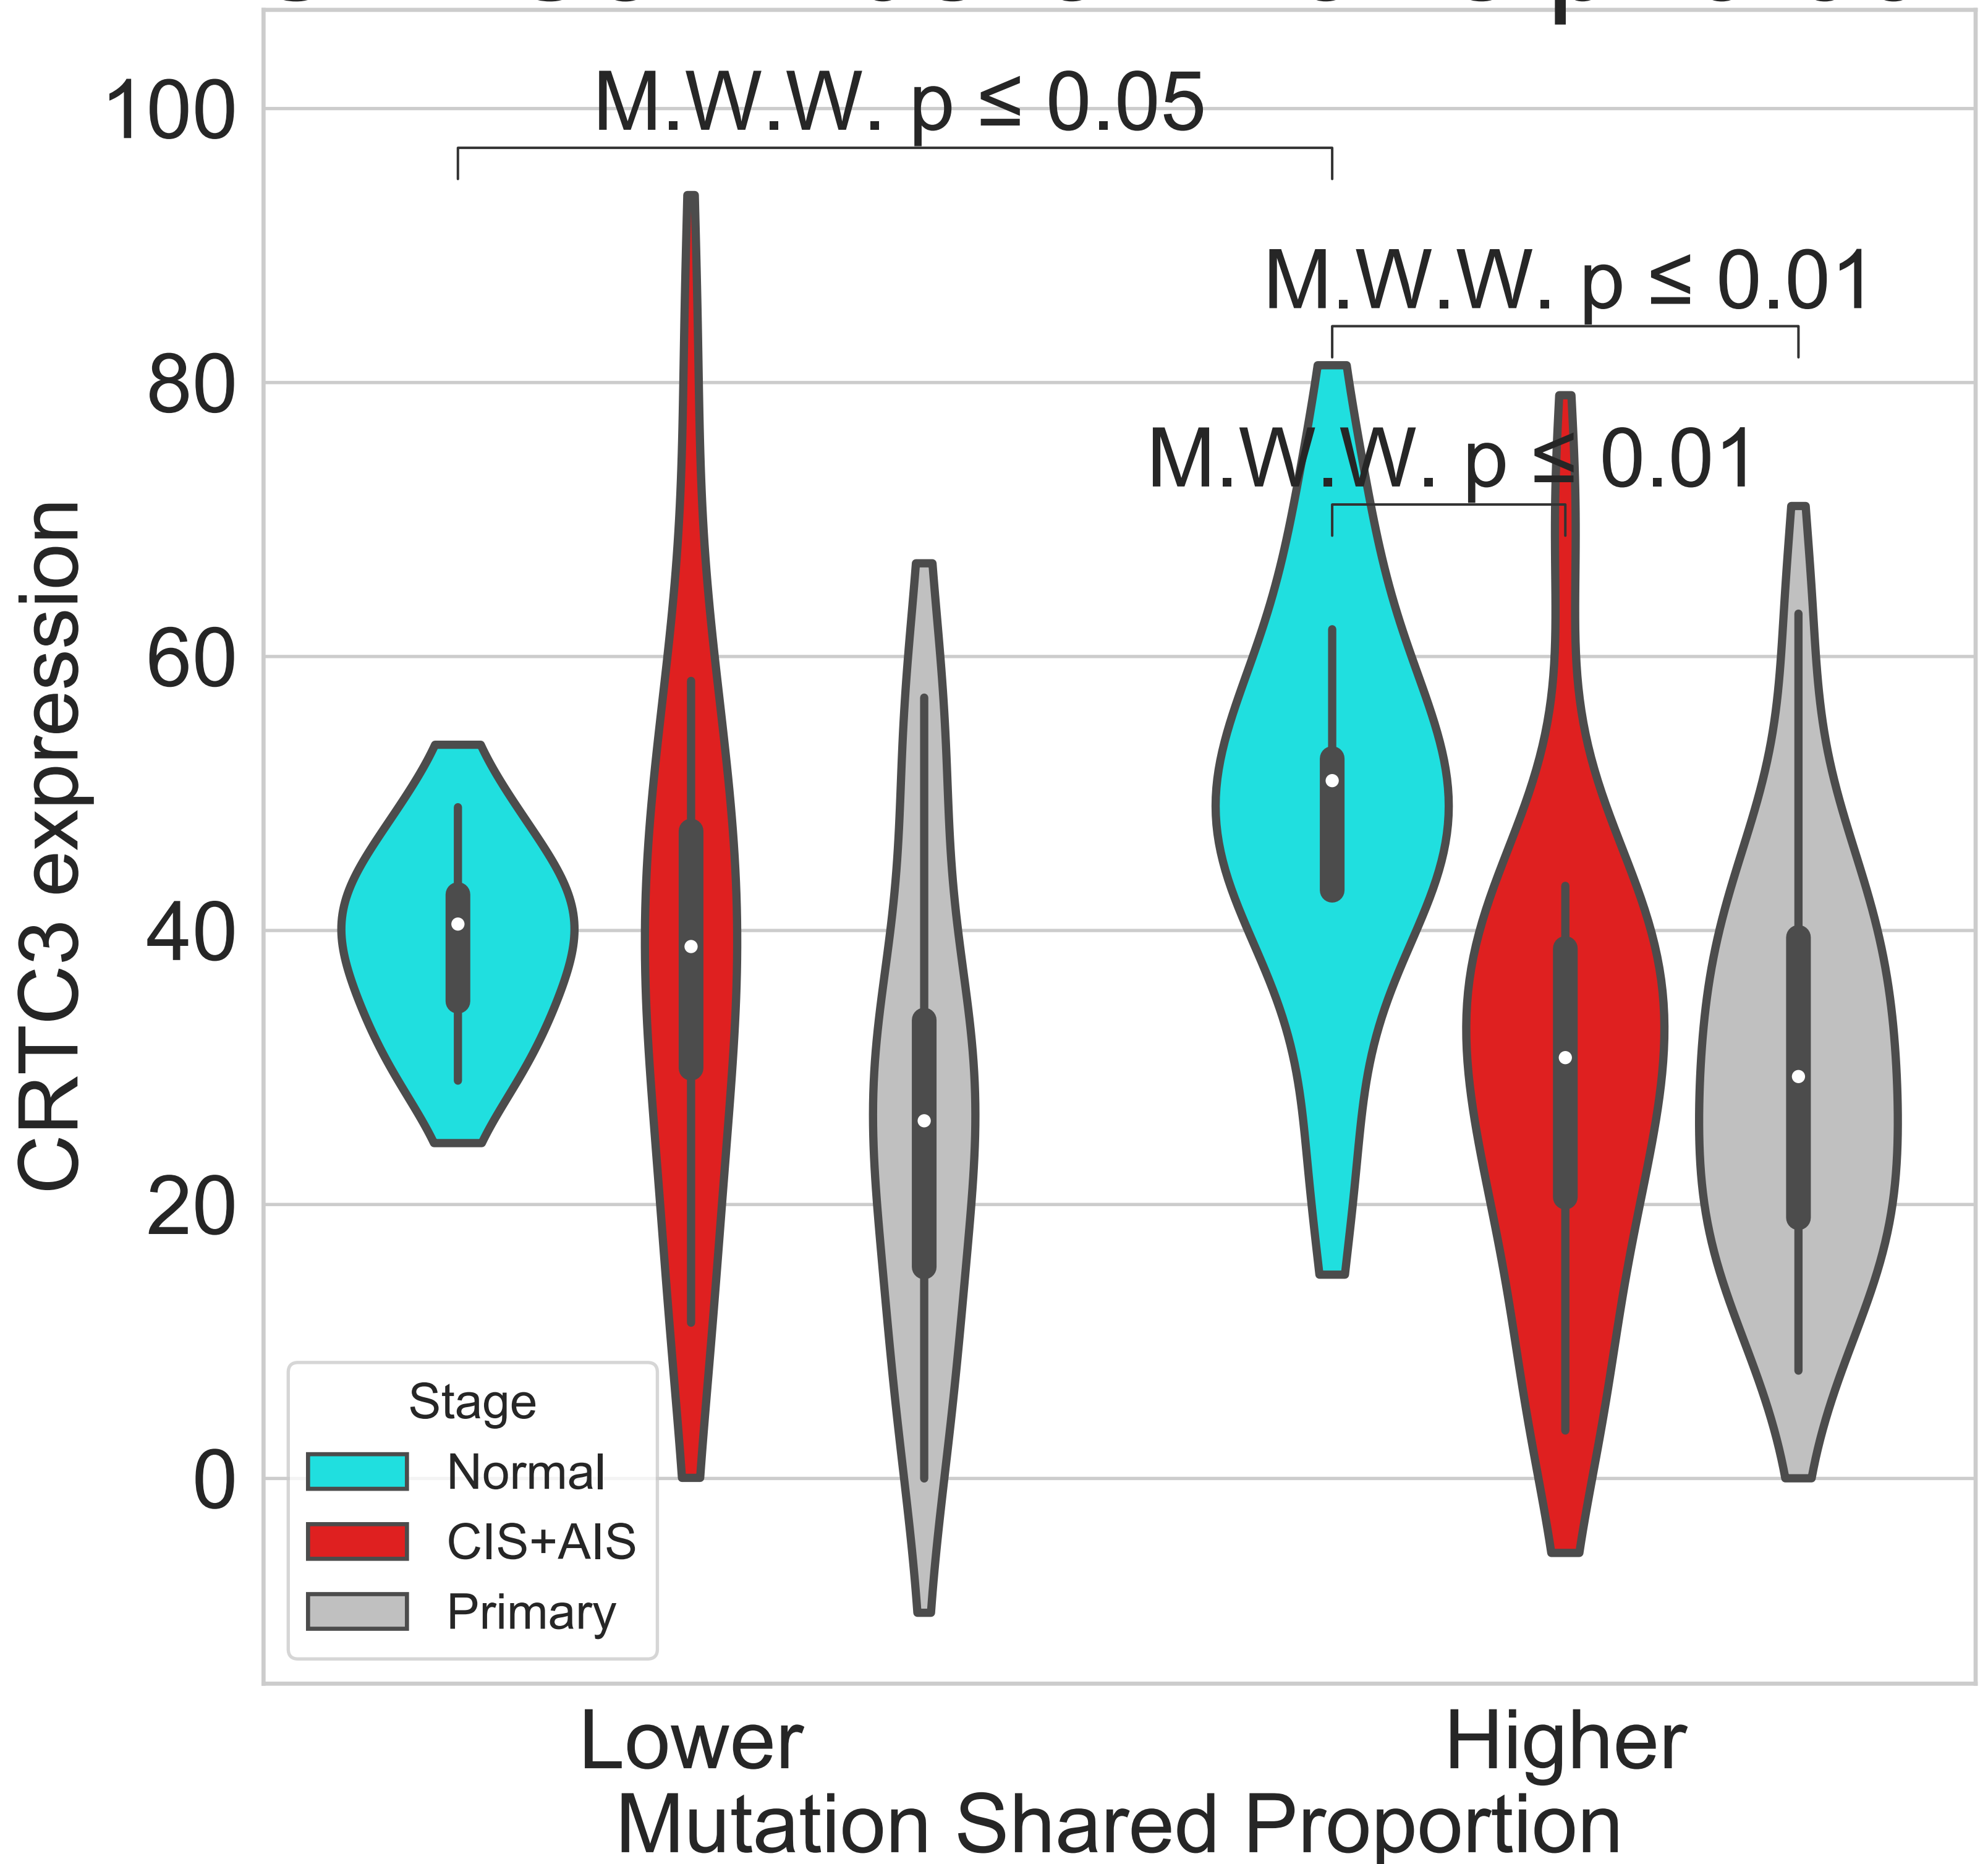 M.W.W. p ≤ 0.05
M.W.W. p ≤ 0.01
M.W.W. p ≤ 0.01
100
80
60
40
20
0
CRTC3 expression
Stage
Normal
CIS+AIS
Primary
Lower
Higher
Mutation Shared Proportion